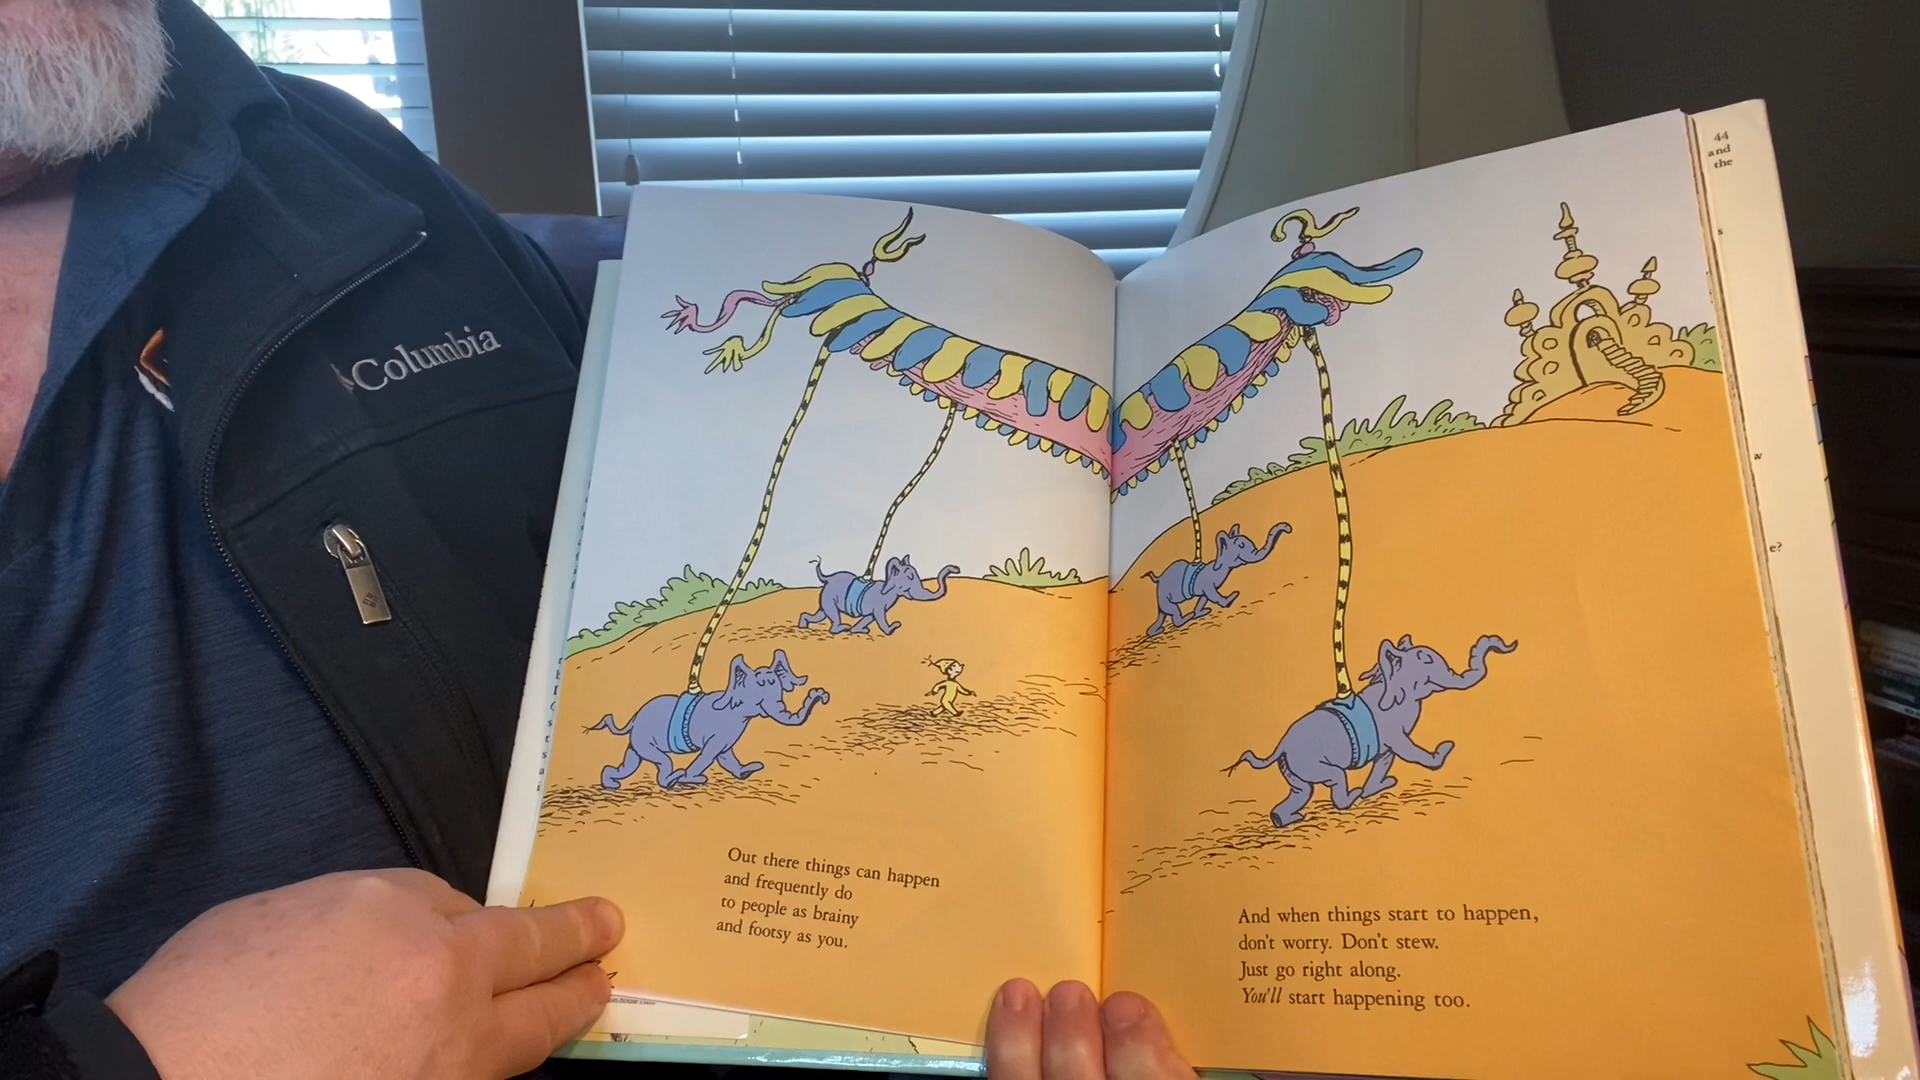 Columbia
Out there things can happen
and frequently do
to people as brainy
and footsy as you.
And when things start to happen,
don't worry. Don't stew.
Just go right along.
You'll start happening too.
44
and
the
s
w
e?